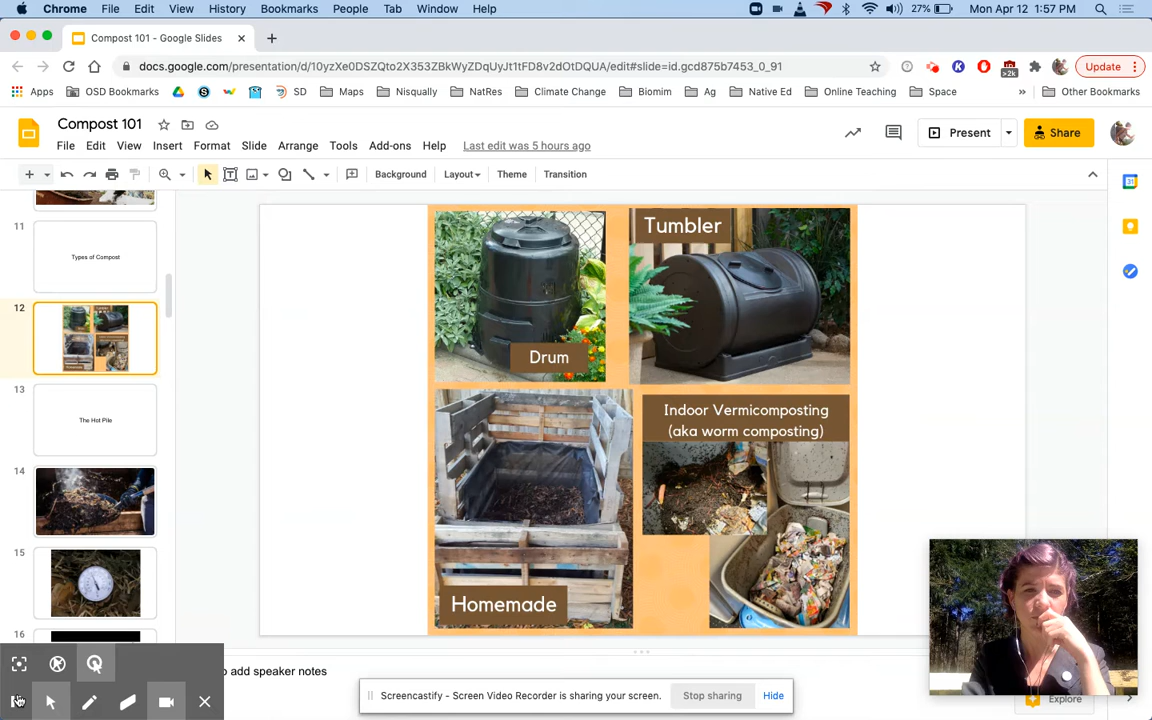 Chrome File Edit View History Bookmarks People Tab Window Help 27% Mon Apr 12 1:57 PM
Compost 101 - Google Slides
docs.google.com/presentation/d/10yzXe0DSZQto2X353ZBkWyZDqUyJt1tFD8v2dOtDQUA/edit#slide=id.gcd875b7453_0_91 >2k Update
Apps OSD Bookmarks SD Maps Nisqually NatRes Climate Change Biomim Ag Native Ed Online Teaching Space » Other Bookmarks
Compost 101
File Edit View Insert Format Slide Arrange Tools Add-ons Help Last edit was 5 hours ago
Present Share
Background Layout Theme Transition
31
11
Types of Compost
12
13
The Hot Pile
14
15
16
Tumbler
Drum
Indoor Vermicomposting
(aka worm composting)
Homemade
o add speaker notes
Screencastify - Screen Video Recorder is sharing your screen. Stop sharing Hide
Explore